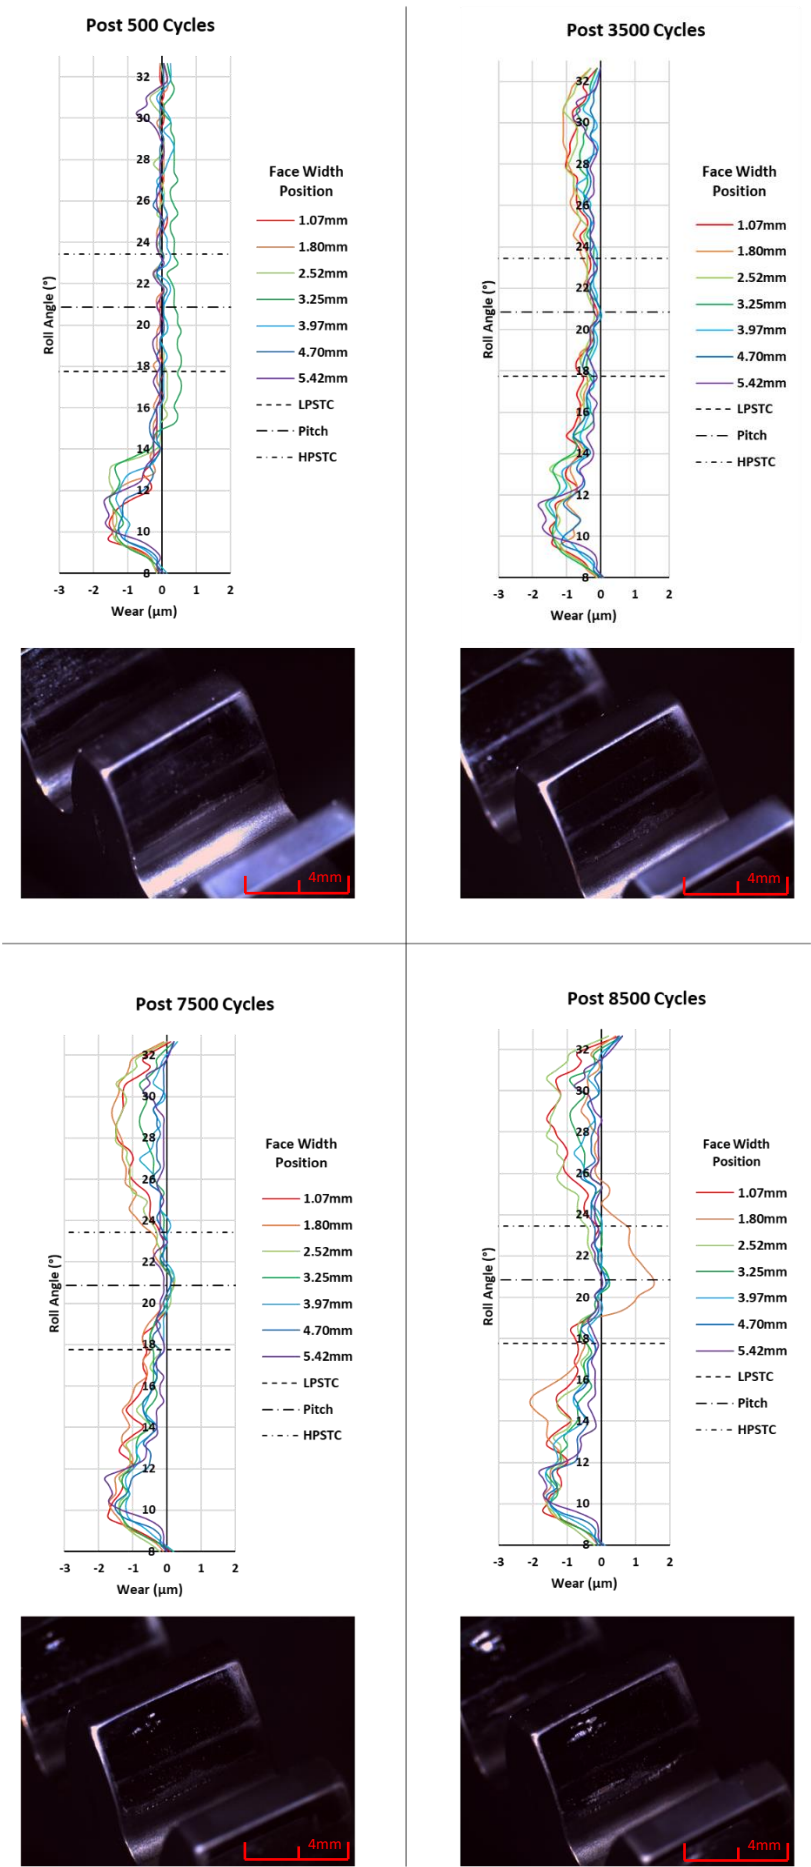 Post 500 Cycles
32
30
28
26
24
22
20
18
16
14
12
10
8
Roll Angle (°)
-3 -2 -1 0 1 2
Wear (µm)
Face Width
Position
1.07mm
1.80mm
2.52mm
3.25mm
3.97mm
4.70mm
5.42mm
LPSTC
Pitch
HPSTC
4mm
Post 3500 Cycles
32
30
28
26
24
22
20
18
16
14
12
10
8
Roll Angle (°)
-3 -2 -1 0 1 2
Wear (µm)
Face Width
Position
1.07mm
1.80mm
2.52mm
3.25mm
3.97mm
4.70mm
5.42mm
LPSTC
Pitch
HPSTC
4mm
Post 7500 Cycles
32
30
28
26
24
22
20
18
16
14
12
10
8
Roll Angle (°)
-3 -2 -1 0 1 2
Wear (µm)
Face Width
Position
1.07mm
1.80mm
2.52mm
3.25mm
3.97mm
4.70mm
5.42mm
LPSTC
Pitch
HPSTC
4mm
Post 8500 Cycles
32
30
28
26
24
22
20
18
16
14
12
10
8
Roll Angle (°)
-3 -2 -1 0 1 2
Wear (µm)
Face Width
Position
1.07mm
1.80mm
2.52mm
3.25mm
3.97mm
4.70mm
5.42mm
LPSTC
Pitch
HPSTC
4mm